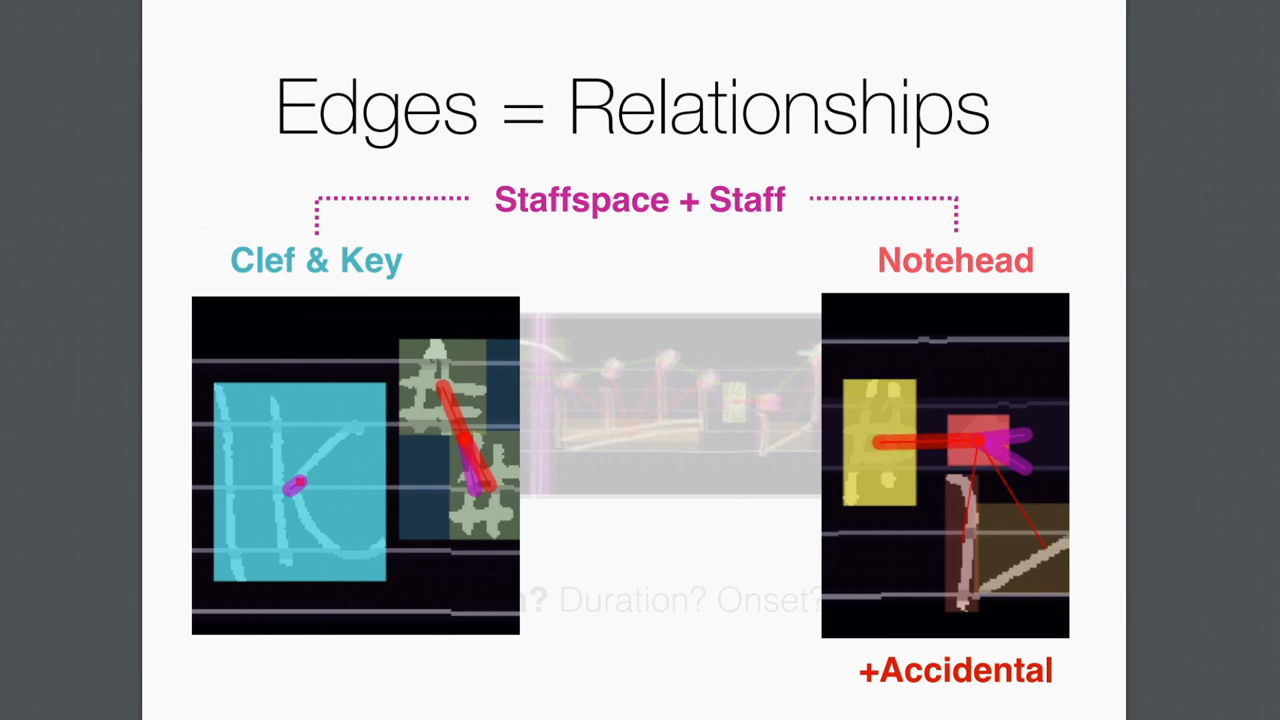 Edges = Relationships
Staffspace + Staff
Clef & Key
Notehead
Duration? Onset?
+Accidental